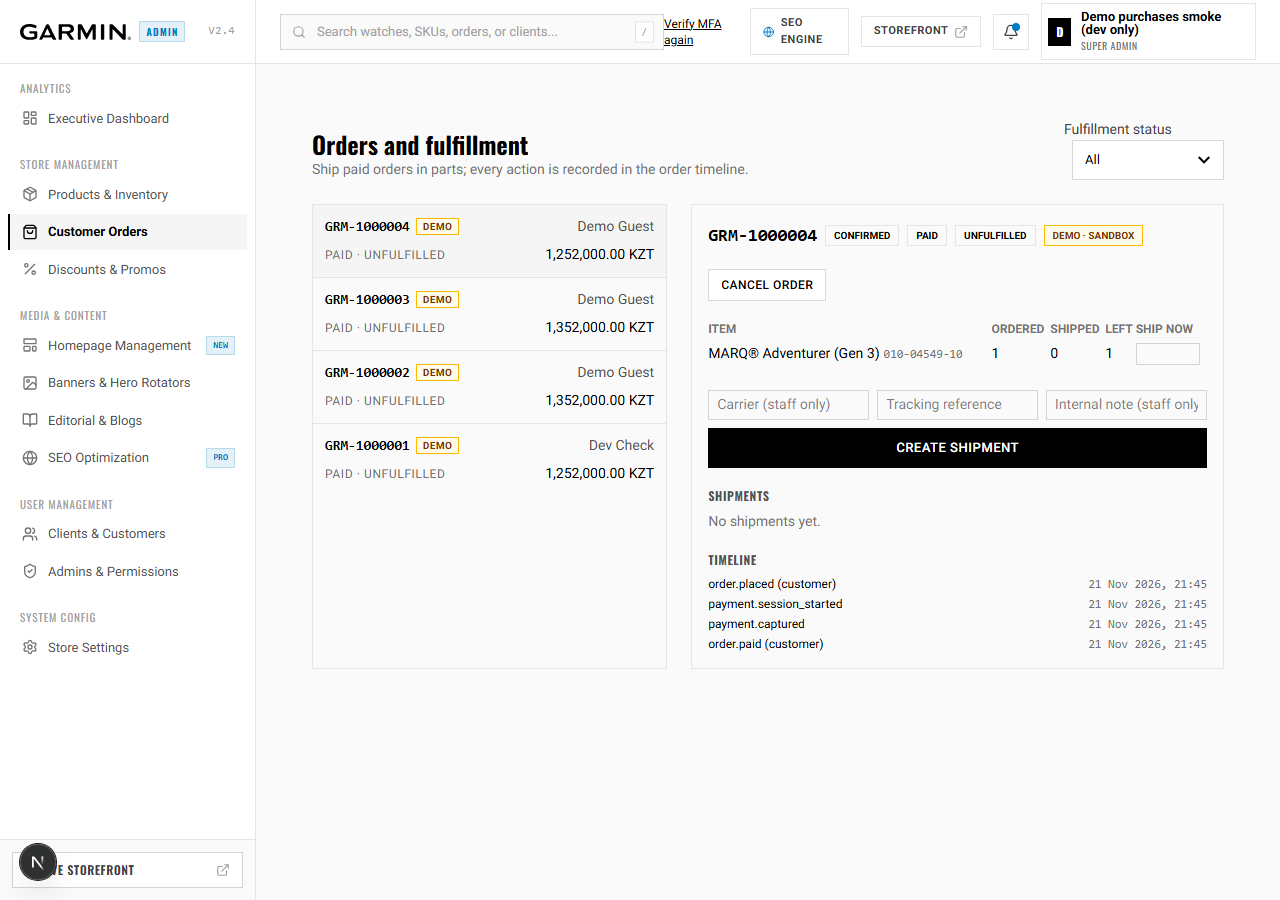 GARMIN. ADMIN V2.4
Search watches, SKUs, orders, or clients... /
Verify MFA
again
SEO
ENGINE
STOREFRONT
D
Demo purchases smoke
(dev only)
SUPER ADMIN
ANALYTICS
Executive Dashboard
STORE MANAGEMENT
Products & Inventory
Customer Orders
Discounts & Promos
MEDIA & CONTENT
Homepage Management NEW
Banners & Hero Rotators
Editorial & Blogs
SEO Optimization PRO
USER MANAGEMENT
Clients & Customers
Admins & Permissions
SYSTEM CONFIG
Store Settings
N
VE STOREFRONT
Orders and fulfillment
Ship paid orders in parts; every action is recorded in the order timeline.
Fulfillment status
All
GRM-1000004 DEMO Demo Guest
PAID · UNFULFILLED 1,252,000.00 KZT
GRM-1000003 DEMO Demo Guest
PAID · UNFULFILLED 1,352,000.00 KZT
GRM-1000002 DEMO Demo Guest
PAID · UNFULFILLED 1,352,000.00 KZT
GRM-1000001 DEMO Dev Check
PAID · UNFULFILLED 1,252,000.00 KZT
GRM-1000004 CONFIRMED PAID UNFULFILLED DEMO · SANDBOX
CANCEL ORDER
ITEM ORDERED SHIPPED LEFT SHIP NOW
MARQ® Adventurer (Gen 3) 010-04549-10 1 0 1
Carrier (staff only) Tracking reference Internal note (staff only
CREATE SHIPMENT
SHIPMENTS
No shipments yet.
TIMELINE
order.placed (customer) 21 Nov 2026, 21:45
payment.session_started 21 Nov 2026, 21:45
payment.captured 21 Nov 2026, 21:45
order.paid (customer) 21 Nov 2026, 21:45